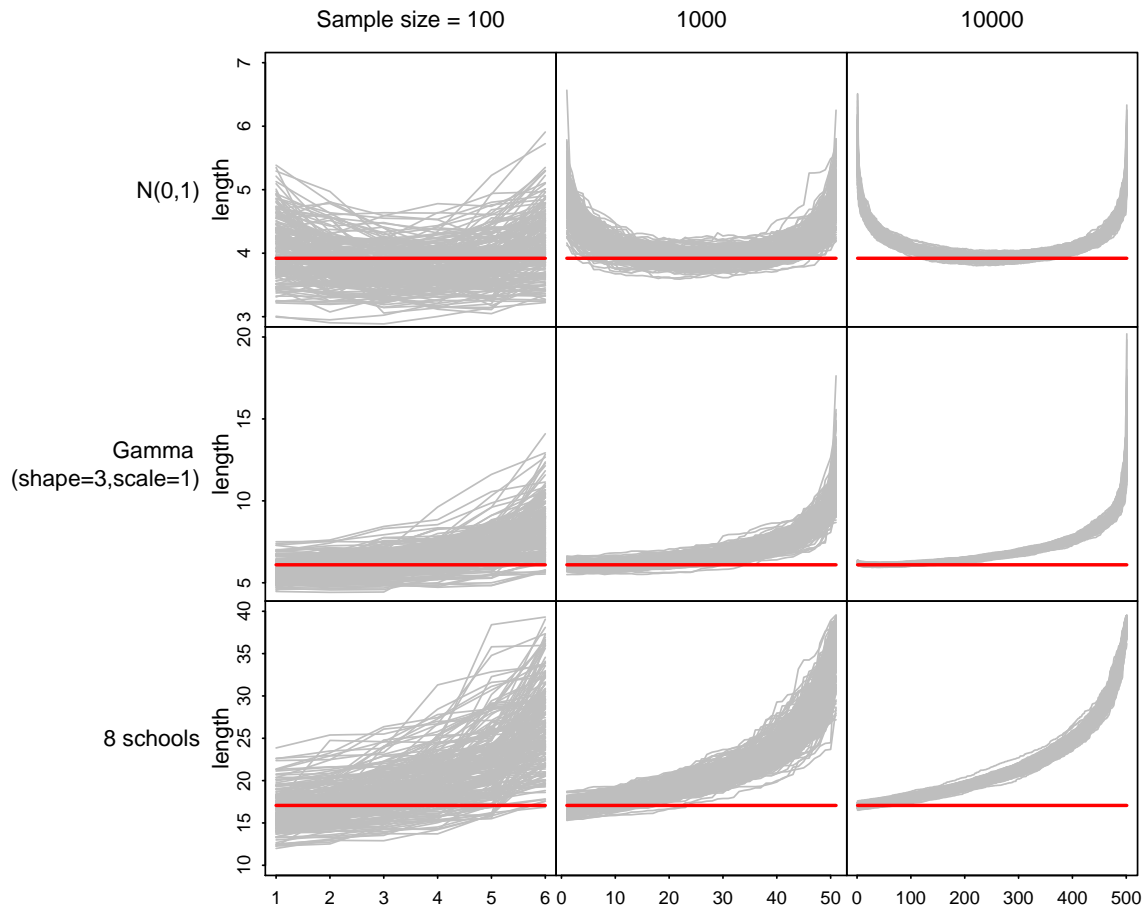 Sample size = 100
1000
10000
N(0,1)
length
3 4 5 6 7
Gamma
(shape=3,scale=1)
length
5 10 15 20
8 schools
length
10 15 20 25 30 35 40
1 2 3 4 5 6
0 10 20 30 40 50
0 100 200 300 400 500